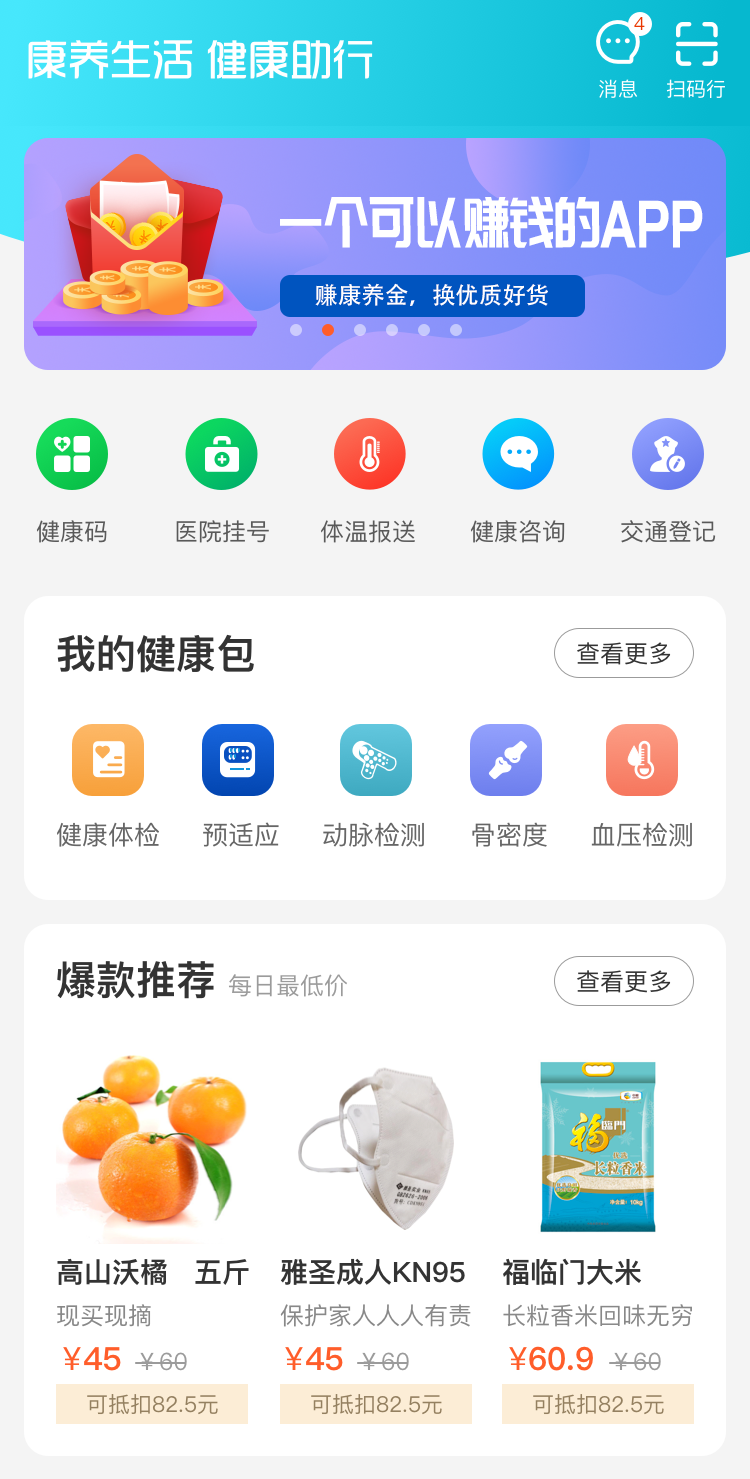 康养生活 健康助行
4
消息 扫码行
一个可以赚钱的APP
赚康养金，换优质好货
健康码 医院挂号 体温报送 健康咨询 交通登记
我的健康包 查看更多
健康体检 预适应 动脉检测 骨密度 血压检测
爆款推荐 每日最低价 查看更多
福临門
长粒香米
净含量：10kg
GB2626-2006
高山沃橘 五斤 雅圣成人KN95 福临门大米
现买现摘 保护家人人人有责 长粒香米回味无穷
¥45 ¥60 ¥45 ¥60 ¥60.9 ¥60
可抵扣82.5元 可抵扣82.5元 可抵扣82.5元